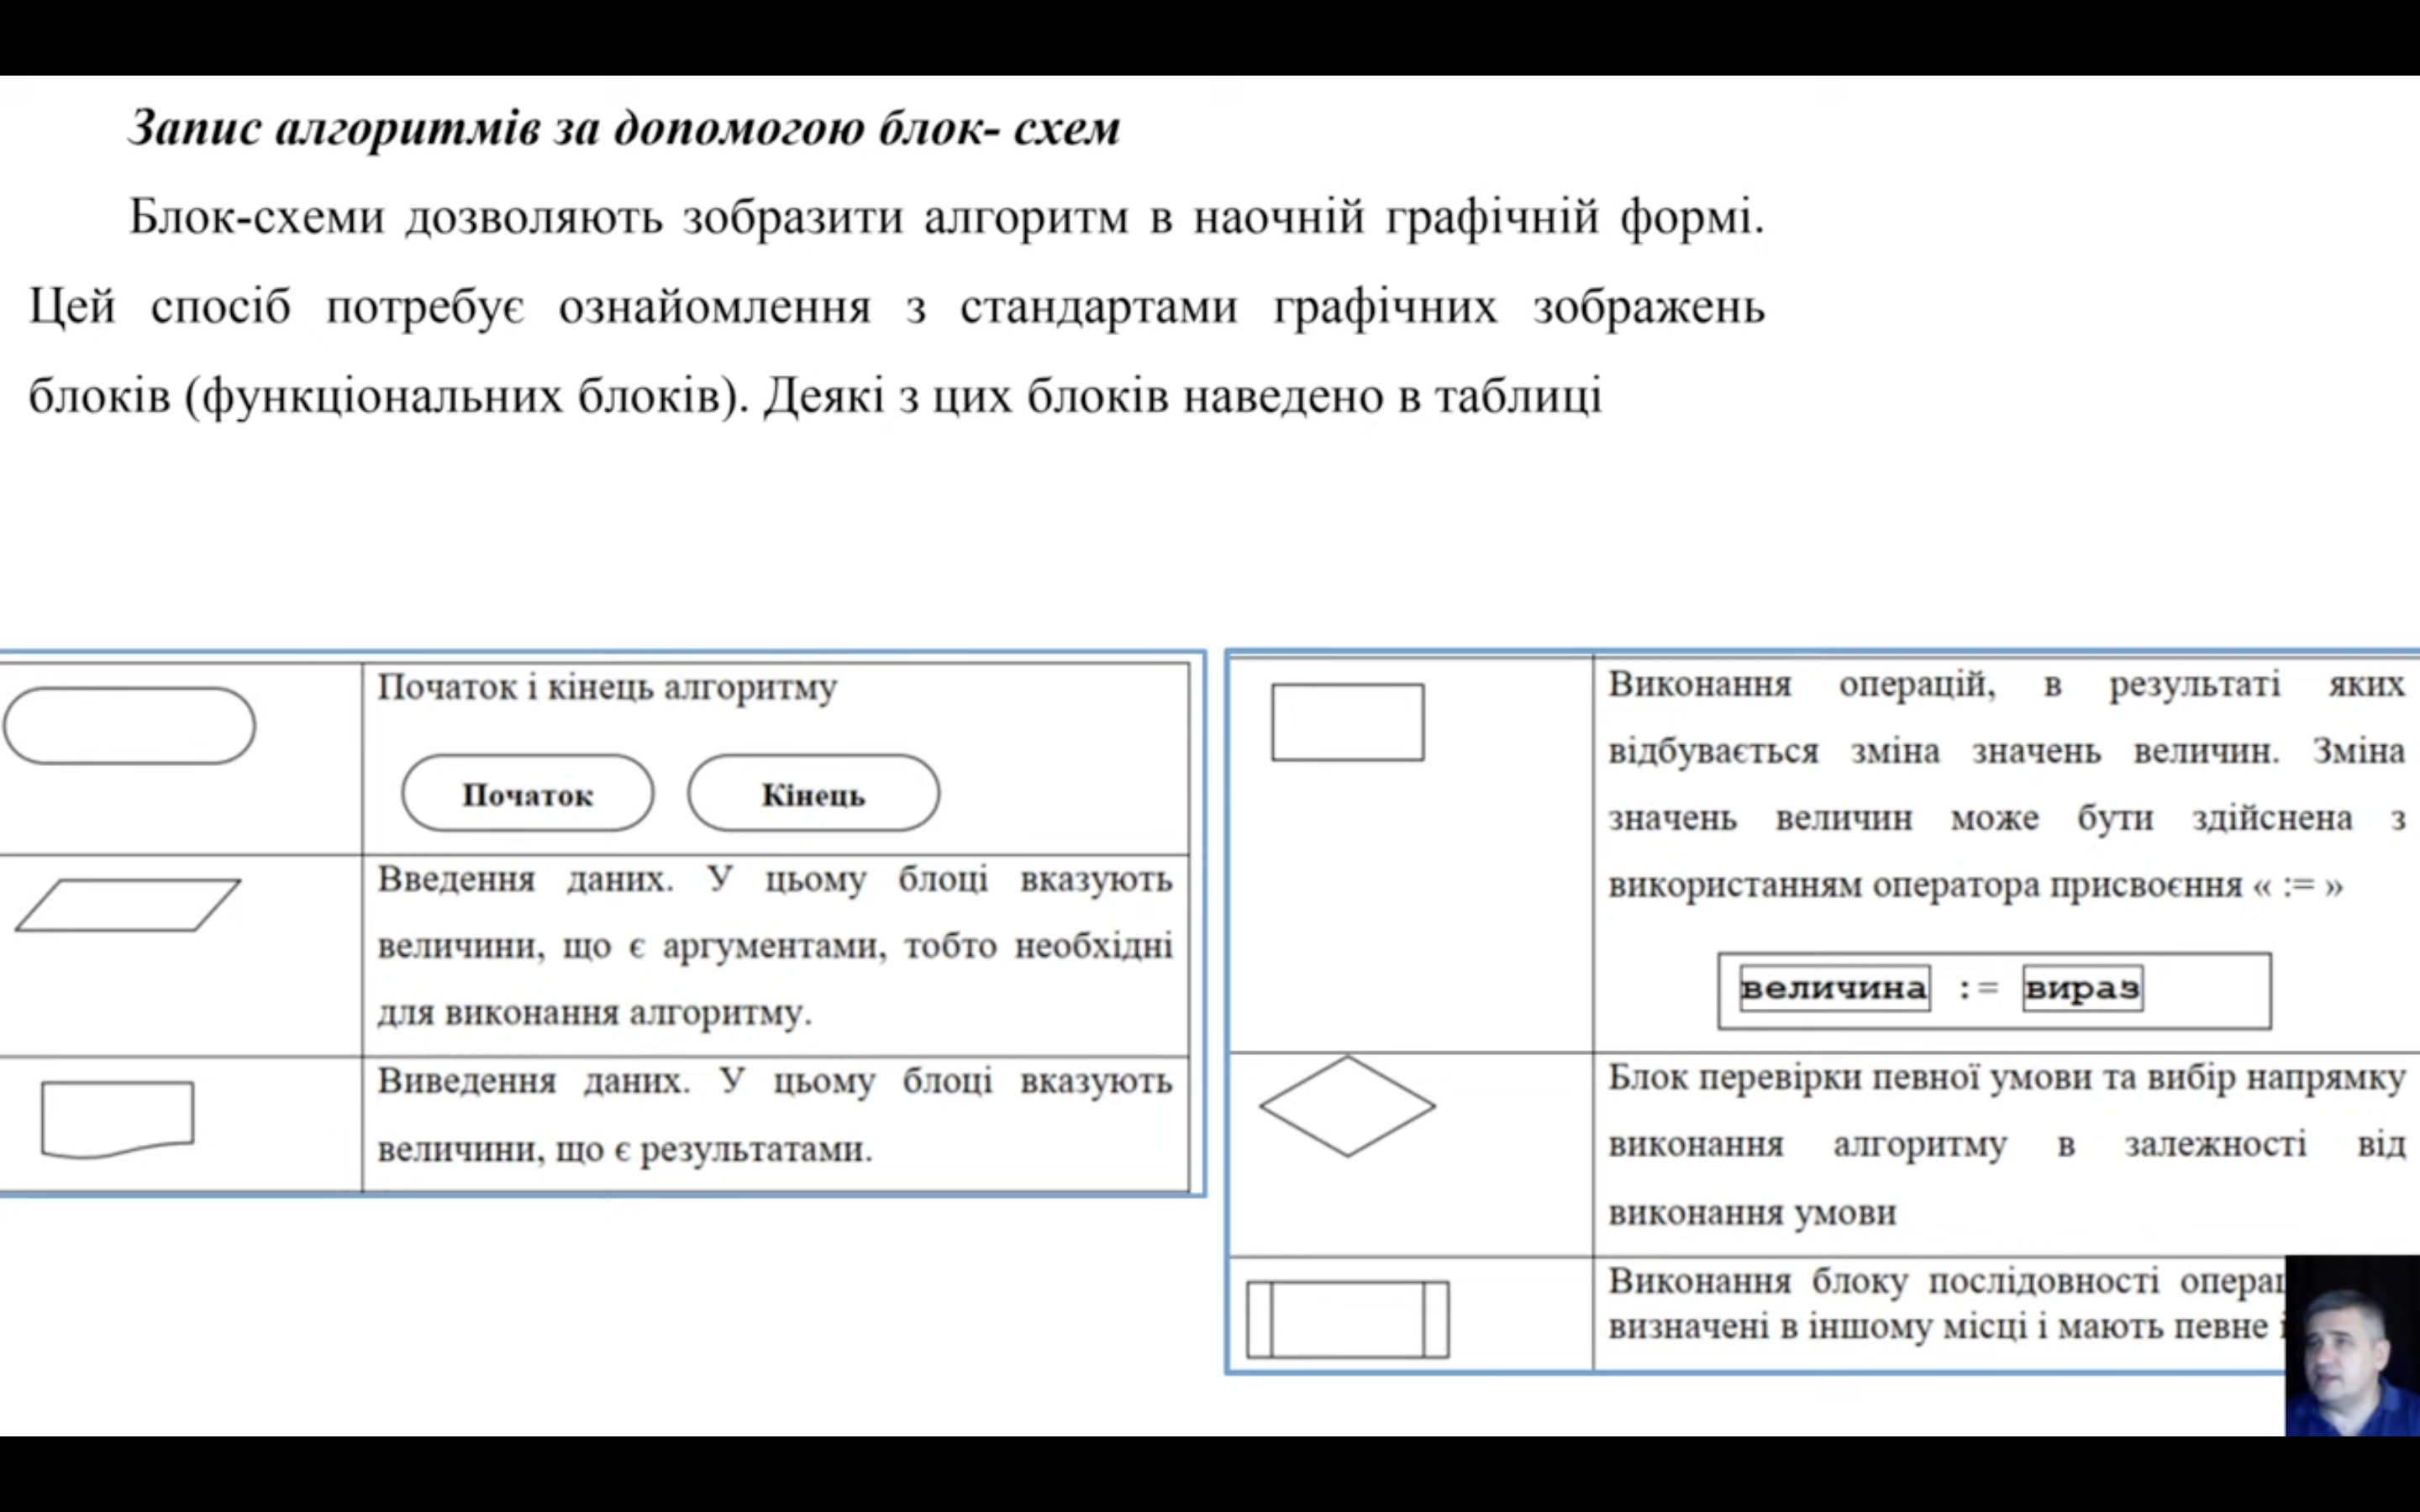 Запис алгоритмів за допомогою блок- схем
Блок-схеми дозволяють зобразити алгоритм в наочній графічній формі.
Цей спосіб потребує ознайомлення з стандартами графічних зображень
блоків (функціональних блоків). Деякі з цих блоків наведено в таблиці
Початок і кінець алгоритму
Початок Кінець
Введення даних. У цьому блоці вказують
величини, що є аргументами, тобто необхідні
для виконання алгоритму.
Виведення даних. У цьому блоці вказують
величини, що є результатами.
Виконання операцій, в результаті яких
відбувається зміна значень величин. Зміна
значень величин може бути здійснена з
використанням оператора присвоєння « := »
величина := вираз
Блок перевірки певної умови та вибір напрямку
виконання алгоритму в залежності від
виконання умови
Виконання блоку послідовності
визначені в іншому місці і мають певне